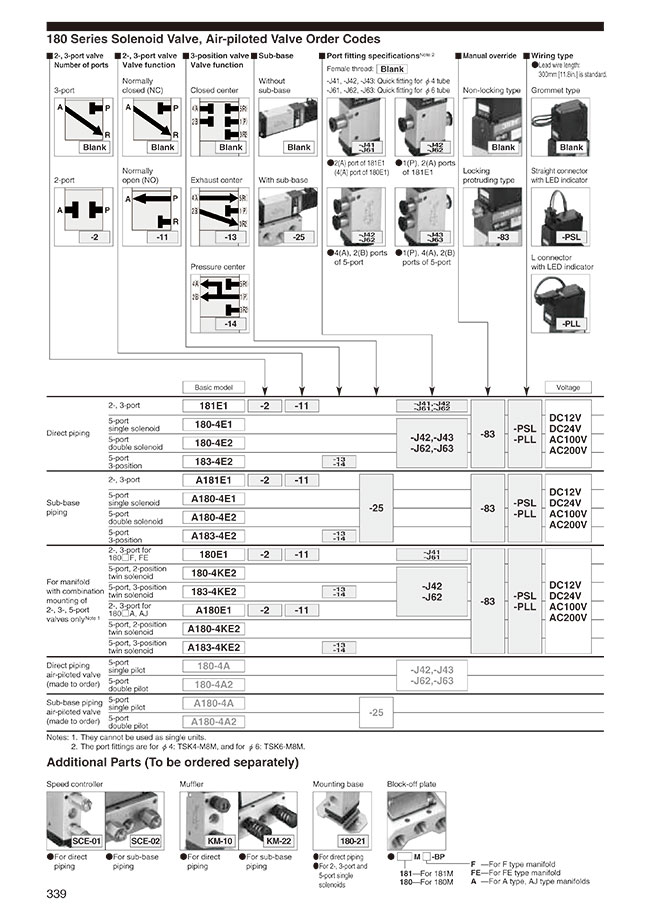 180 Series Solenoid Valve, Air-piloted Valve Order Codes
■2-, 3-port valve Number of ports
3-port
A P R
Blank
2-port
A P
-2
■2-, 3-port valve Valve function
Normally closed (NC)
A P R
Blank
Normally open (NO)
A P R
-11
■3-position valve Valve function
Closed center
Blank
Exhaust center
-13
Pressure center
-14
■Sub-base
Without sub-base
Blank
With sub-base
-25
■Port fitting specifications Note 2
Female thread: Blank
-J41, -J42, -J43: Quick fitting for φ4 tube
-J61, -J62, -J63: Quick fitting for φ6 tube
-J41
-J61
●2(A) port of 181E1
(4(A) port of 180E1)
-J42
-J62
●1(P), 2(A) ports
of 181E1
-J42
-J62
●4(A), 2(B) ports
of 5-port
-J43
-J63
●1(P), 4(A), 2(B)
ports of 5-port
■Manual override
Non-locking type
Blank
Locking
protruding type
-83
■Wiring type
●Lead wire length:
300mm [11.8in.] is standard.
Grommet type
Blank
Straight connector
with LED indicator
-PSL
L connector
with LED indicator
-PLL
Basic model Voltage
Direct piping
2-, 3-port 181E1 -2 -11 -J41,-J42 -J61,-J62
5-port single solenoid 180-4E1
5-port double solenoid 180-4E2
-J42,-J43
-J62,-J63
5-port 3-position 183-4E2 -13 -14
-83
-PSL
-PLL
DC12V
DC24V
AC100V
AC200V
Sub-base piping
2-, 3-port A181E1 -2 -11
5-port single solenoid A180-4E1
5-port double solenoid A180-4E2
5-port 3-position A183-4E2 -13 -14
-25
-83
-PSL
-PLL
DC12V
DC24V
AC100V
AC200V
For manifold
with combination
mounting of
2-, 3-, 5-port
valves only Note 1
2-, 3-port for 180□F, FE 180E1 -2 -11 -J41 -J61
5-port, 2-position twin solenoid 180-4KE2
5-port, 3-position twin solenoid 183-4KE2 -13 -14
2-, 3-port for 180□A, AJ A180E1 -2 -11
5-port, 2-position twin solenoid A180-4KE2
5-port, 3-position twin solenoid A183-4KE2 -13 -14
-J42
-J62
-83
-PSL
-PLL
DC12V
DC24V
AC100V
AC200V
Direct piping
air-piloted valve
(made to order)
5-port single pilot 180-4A
5-port double pilot 180-4A2
-J42,-J43
-J62,-J63
Sub-base piping
air-piloted valve
(made to order)
5-port single pilot A180-4A
5-port double pilot A180-4A2
-25
Notes: 1. They cannot be used as single units.
2. The port fittings are for φ4: TSK4-M8M, and for φ6: TSK6-M8M.
Additional Parts (To be ordered separately)
Speed controller
SCE-01
●For direct
piping
SCE-02
●For sub-base
piping
Muffler
KM-10
●For direct
piping
KM-22
●For sub-base
piping
Mounting base
180-21
●For direct piping
●For 2-, 3-port and
5-port single
solenoids
Block-off plate
●□ M □ -BP
F —For F type manifold
FE—For FE type manifold
A —For A type, AJ type manifolds
181—For 181M
180—For 180M
339